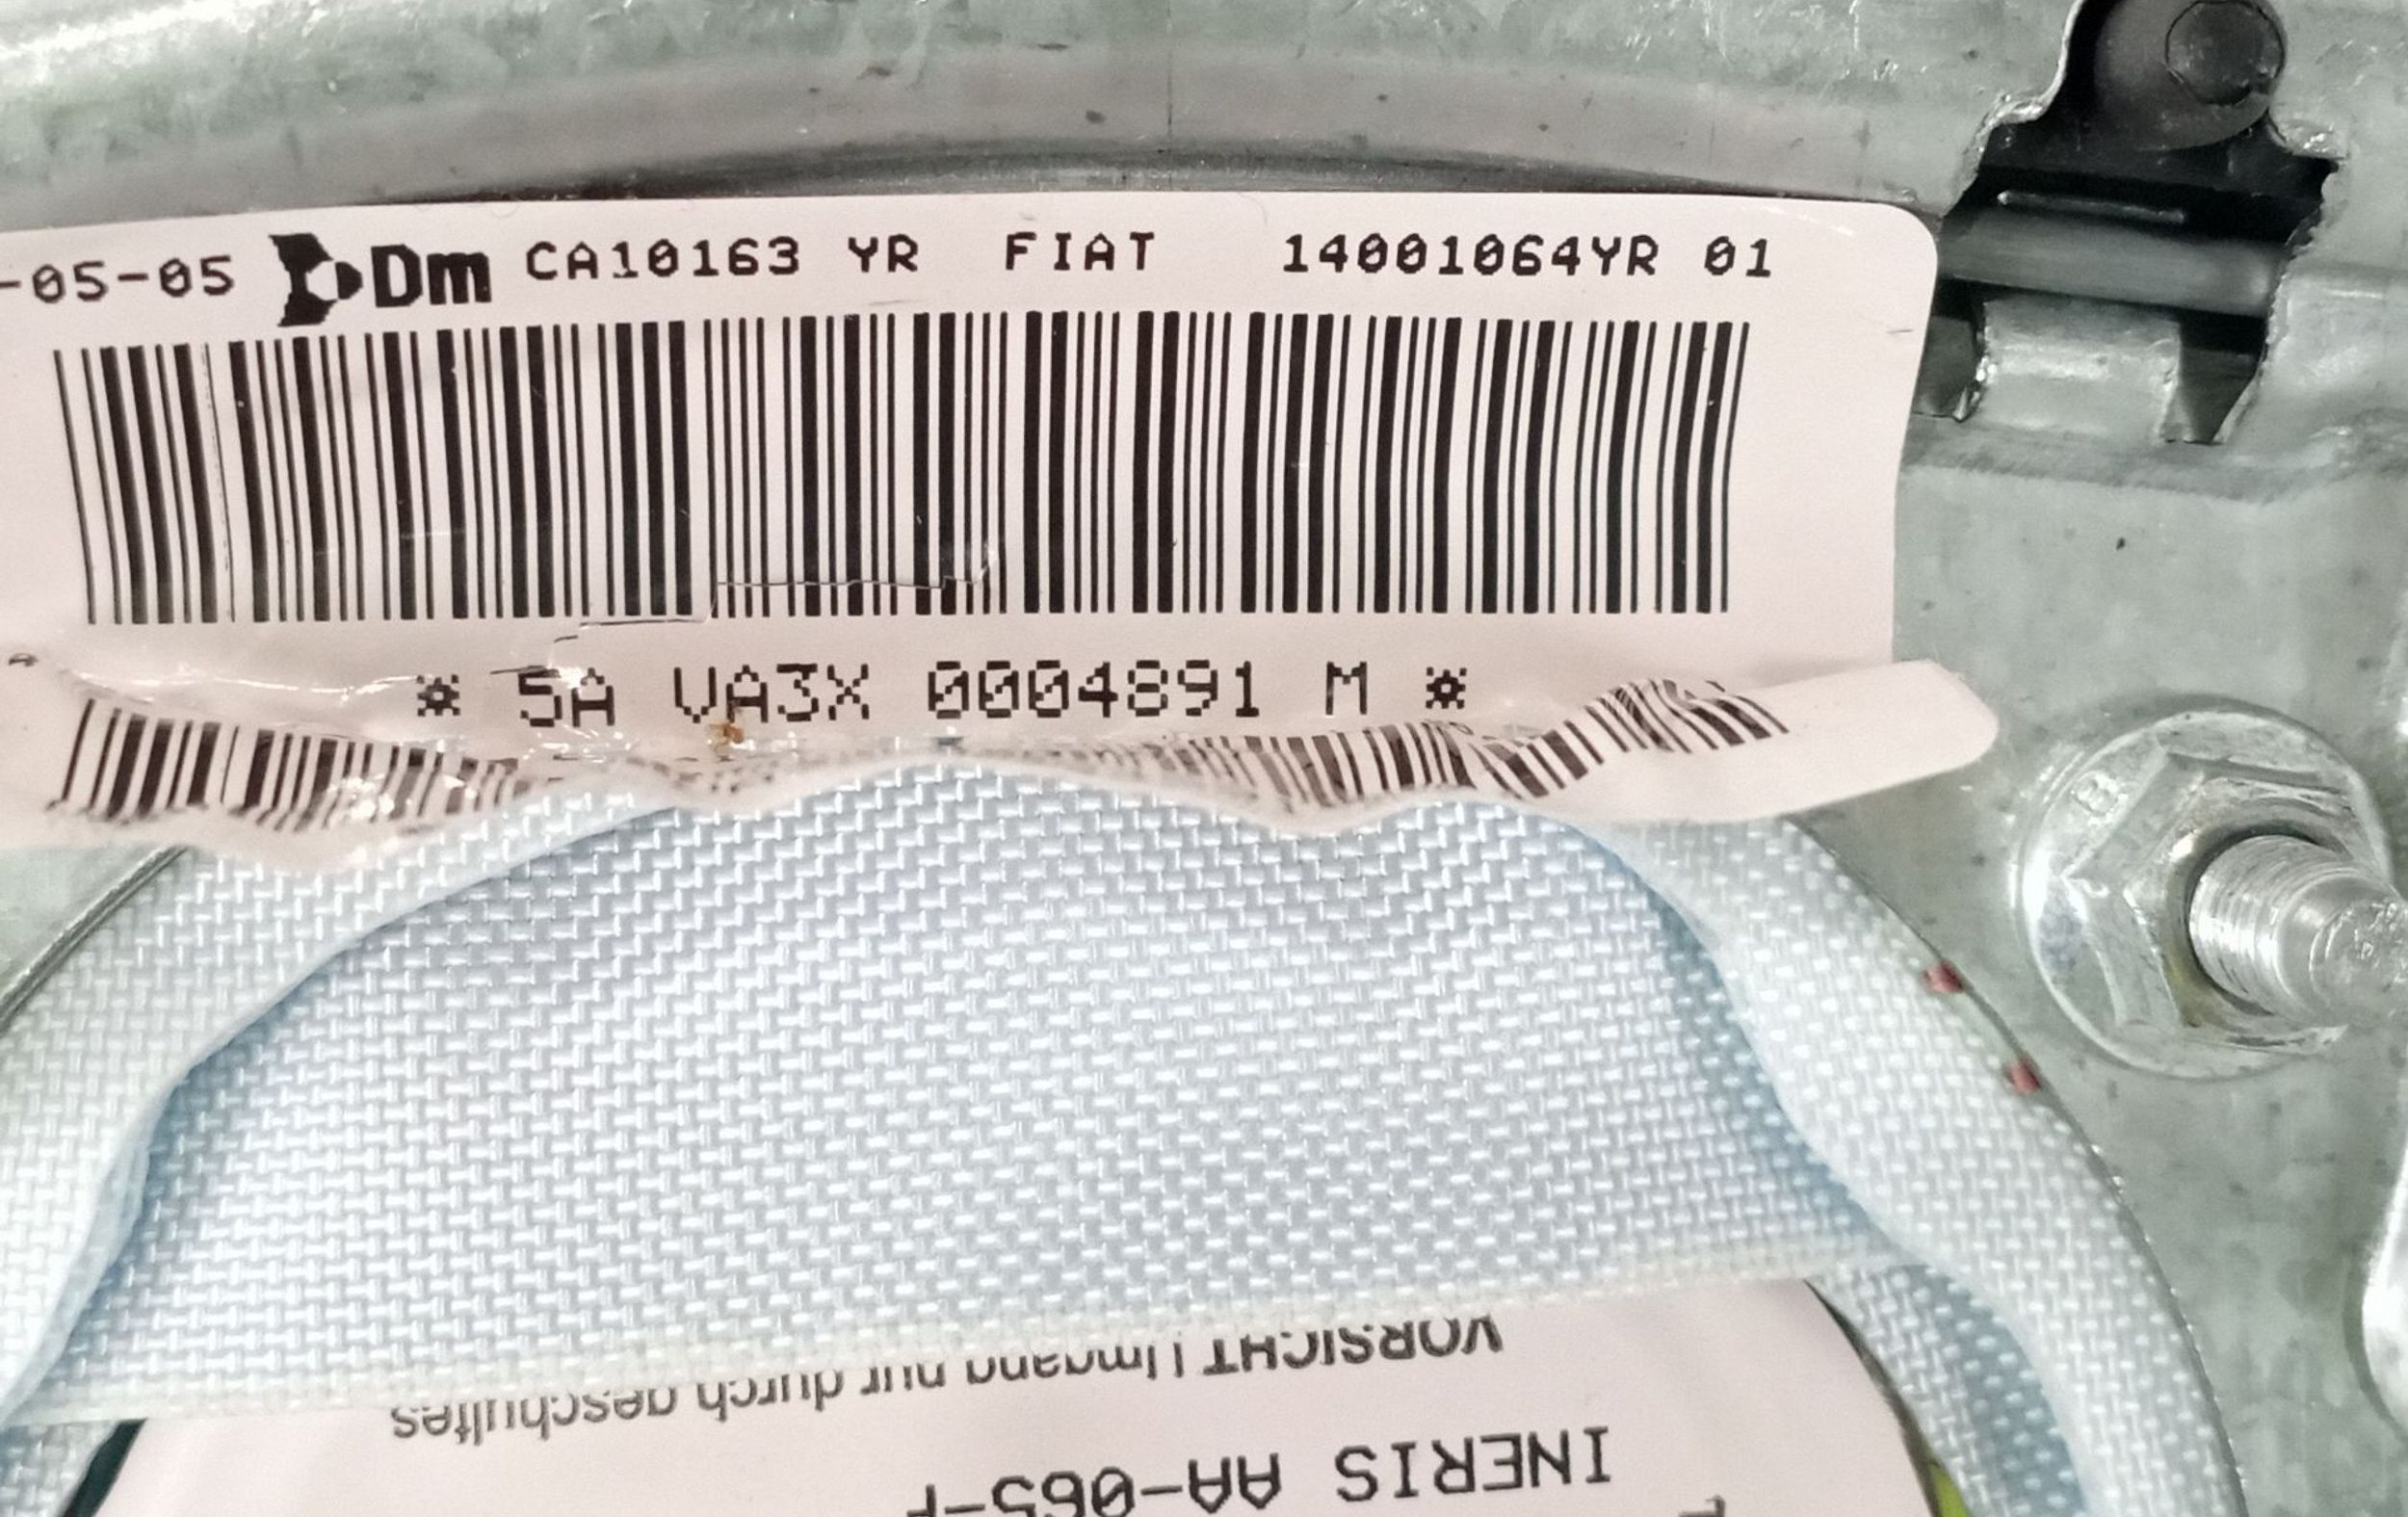 -05-05 Dm CA10163 YR FIAT 14001064YR 01
* 5A VA3X 0004891 M *
VORSICHT Umgang nur durch geschultes
INERIS AA-065-